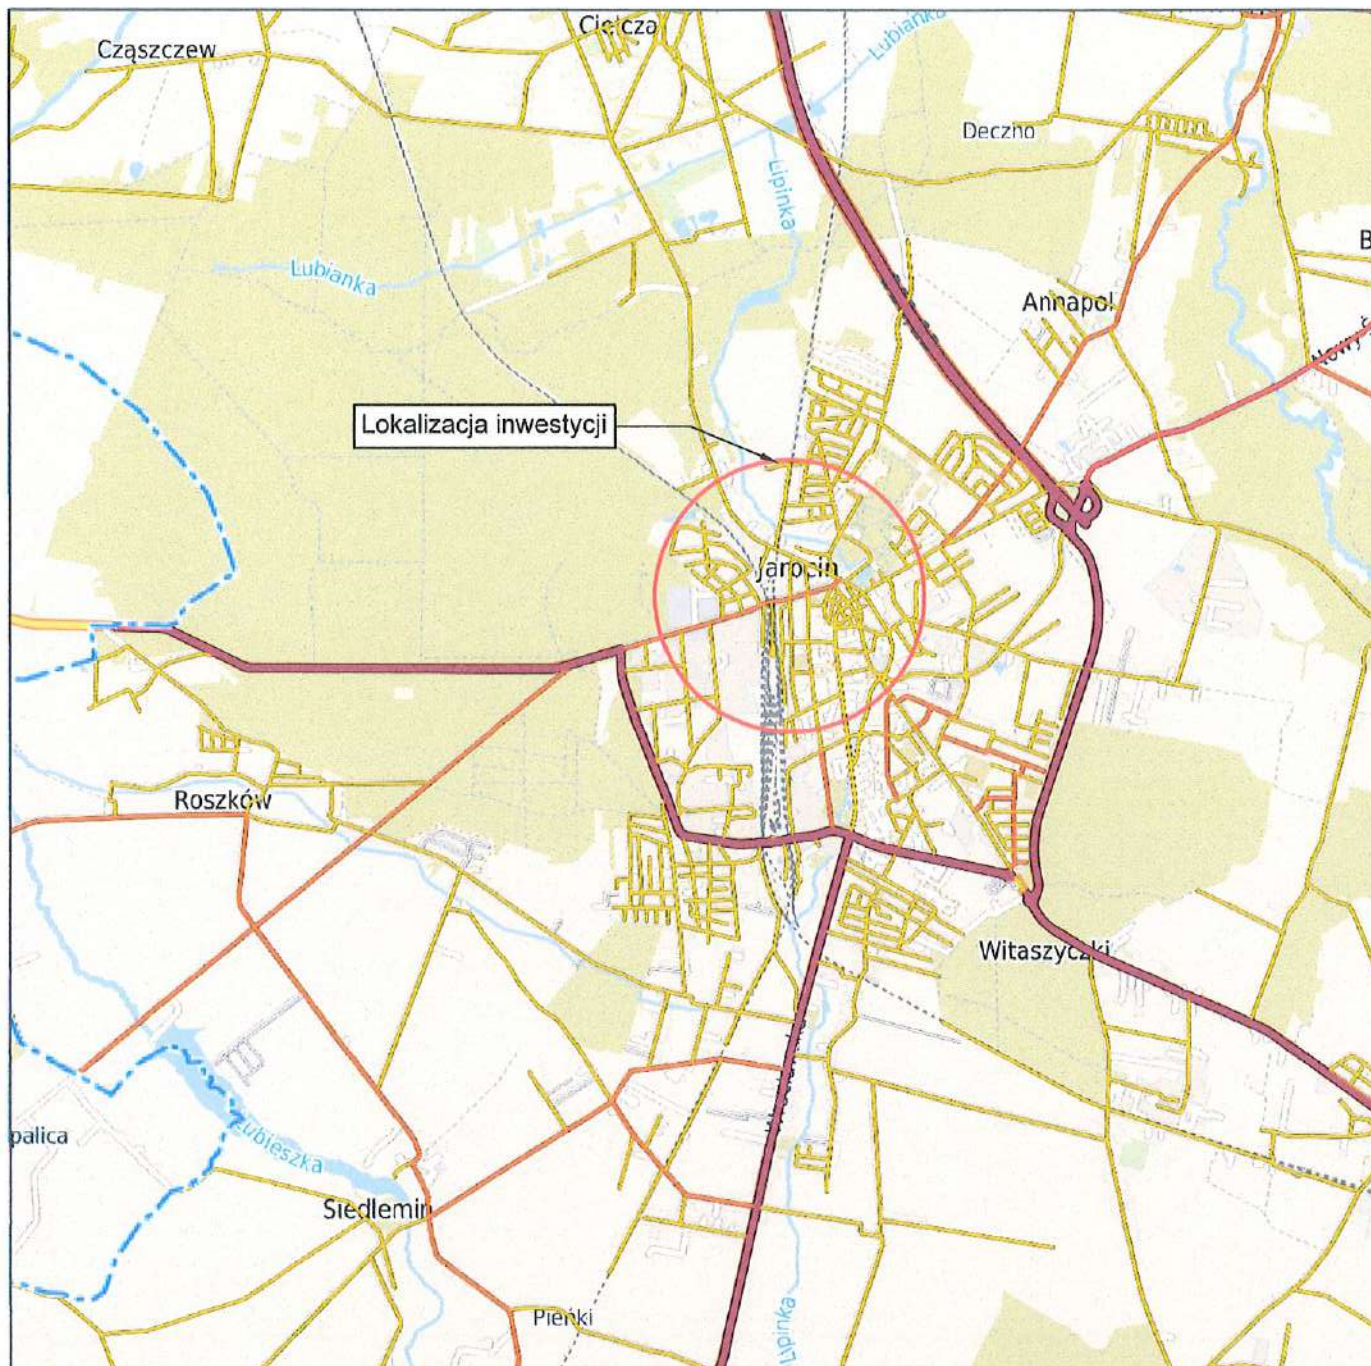 Cielcza
Lubianka
Cząszczew
Deczno
Lipinka
Lubianka
Annapol
Lokalizacja inwestycji
Jarocin
Roszków
Witaszyczki
palica
Lubieszka
Siedlemin
Pieńki
Lipinka